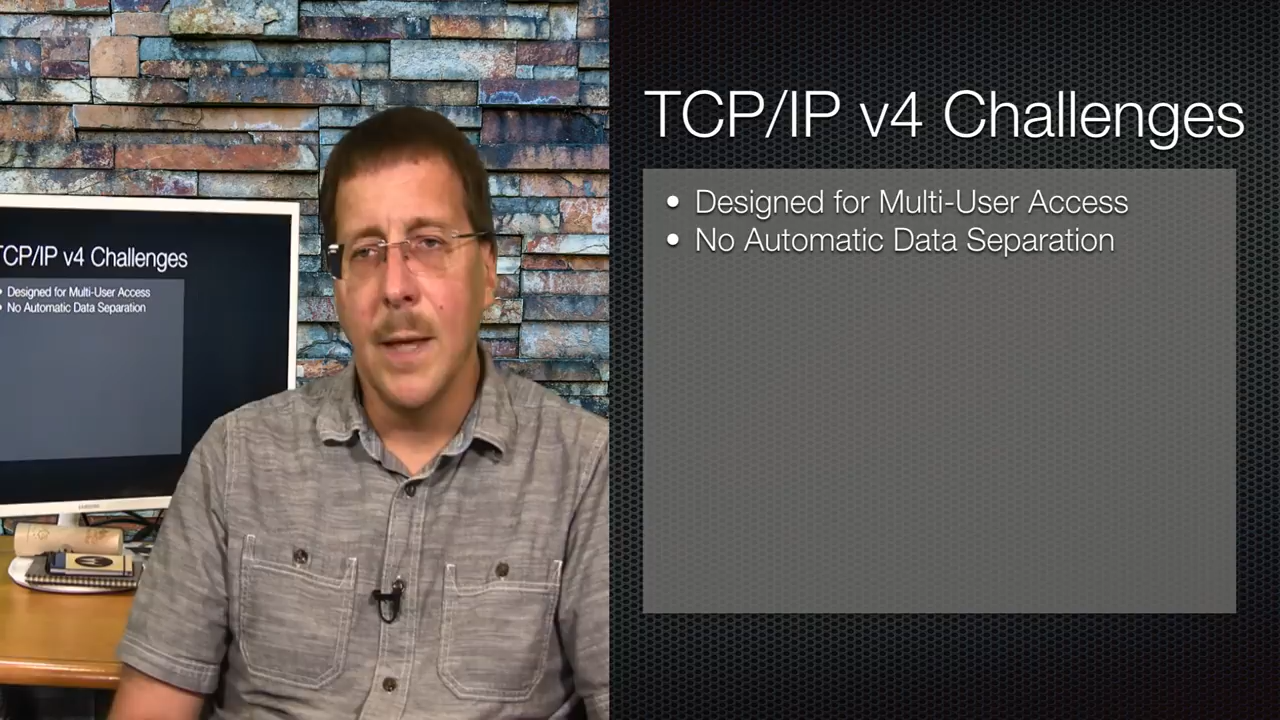 TCP/IP v4 Challenges
• Designed for Multi-User Access
• No Automatic Data Separation
TCP/IP v4 Challenges
• Designed for Multi-User Access
• No Automatic Data Separation
SAMSUNG